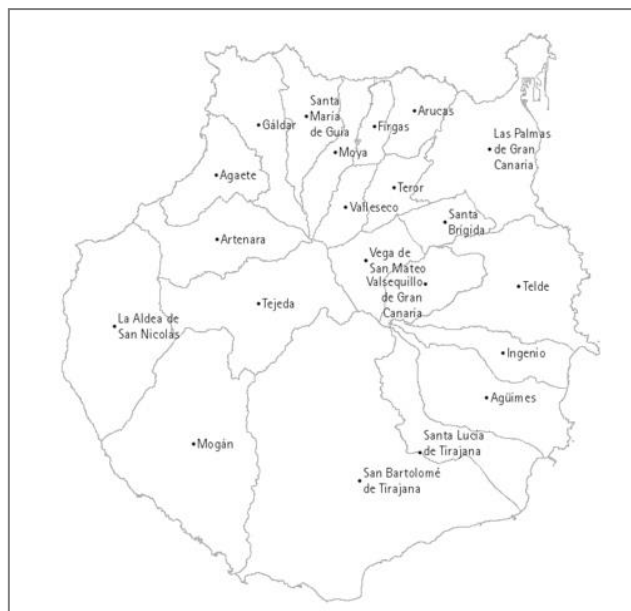 Santa
María
de Guía
Gáldar
Moya
Firgas
Arucas
Las Palmas
de Gran
Canaria
Agaete
Valleseco
Teror
Santa
Brígida
Artenara
Vega de
San Mateo
Valsequillo
de Gran
Canaria
Telde
Tejeda
La Aldea de
San Nicolás
Ingenio
Agüimes
Mogán
Santa Lucía
de Tirajana
San Bartolomé
de Tirajana